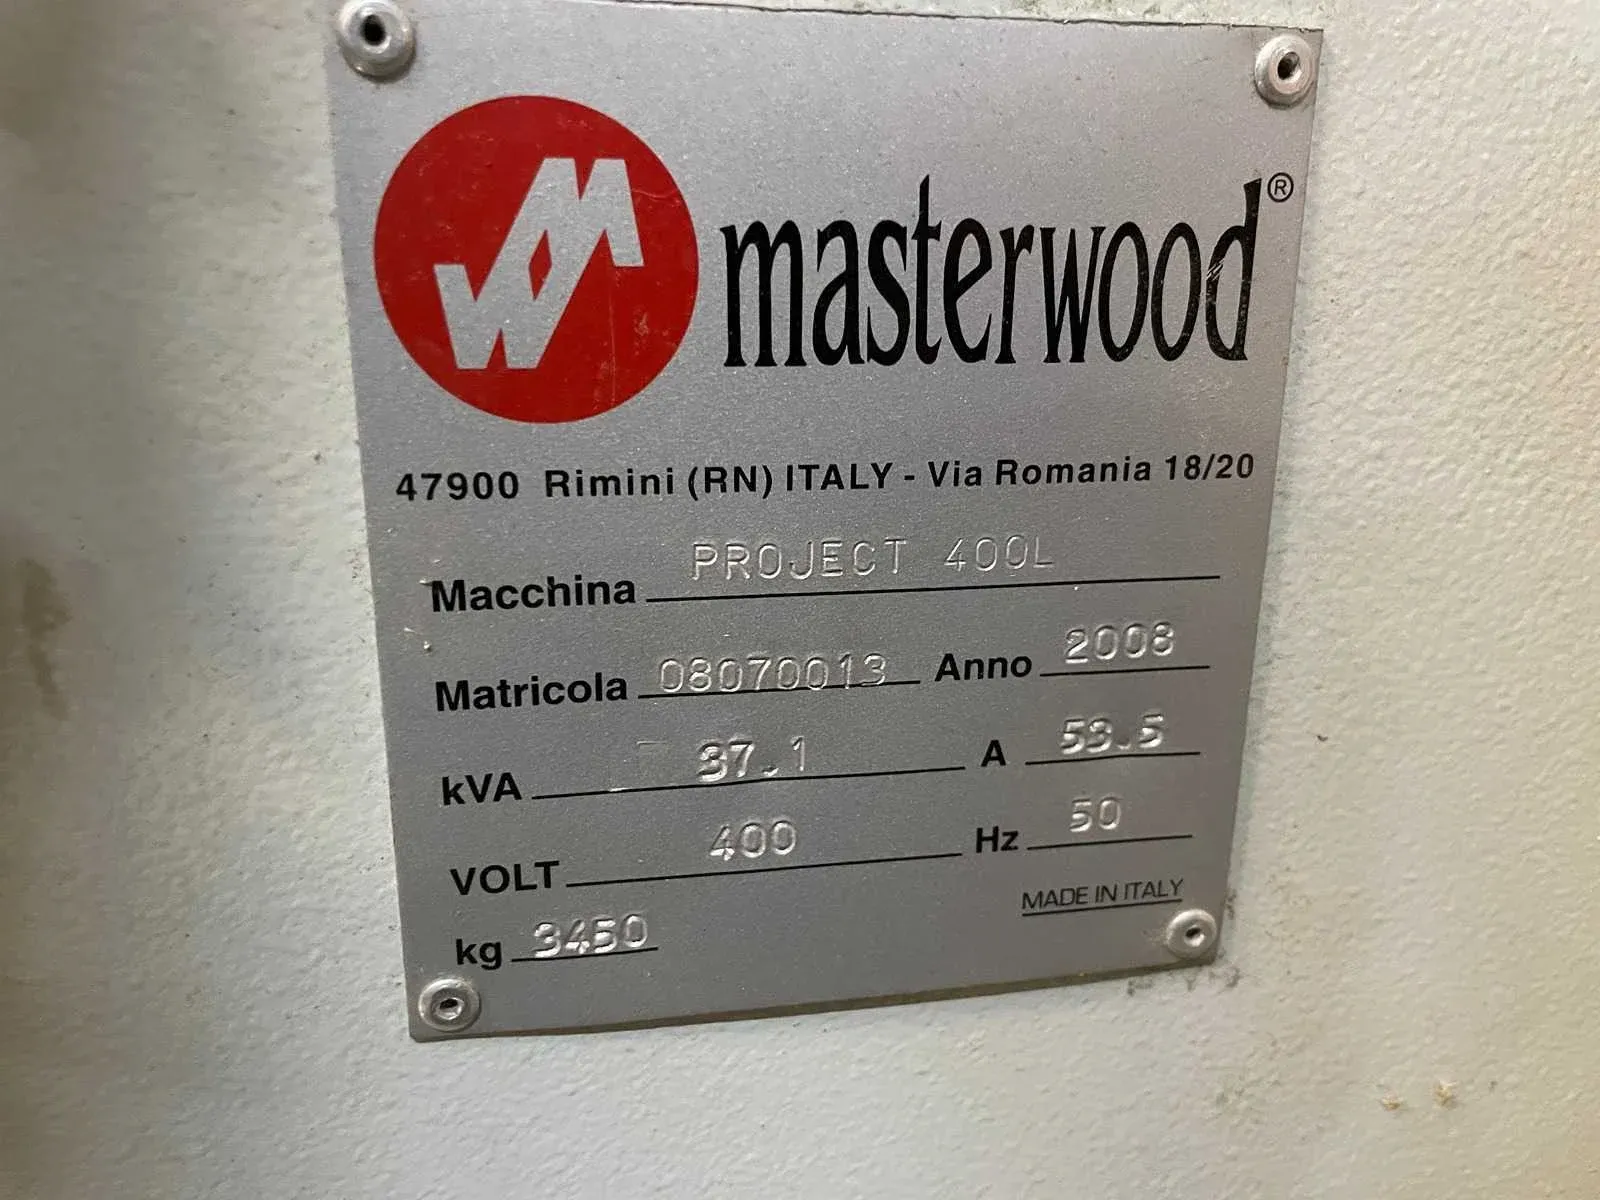 masterwood®
47900 Rimini (RN) ITALY - Via Romania 18/20
Macchina PROJECT 400L
Matricola 08070013 Anno 2008
kVA 37.1 A 53.5
VOLT 400 Hz 50
MADE IN ITALY
kg 3450